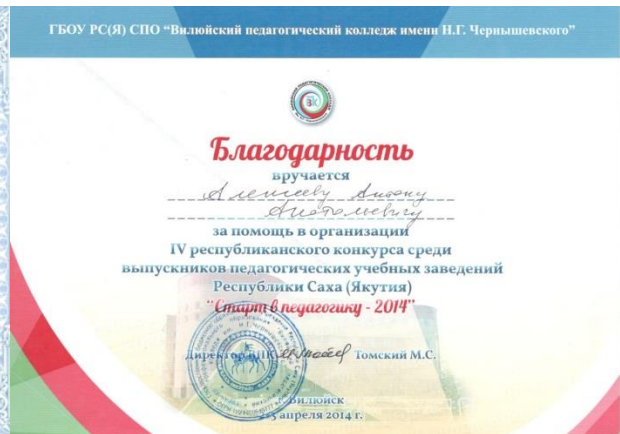 ГБОУ РС(Я) СПО “Вилюйский педагогический колледж имени Н.Г. Чернышевского”
Благодарность
вручается
Алексееву Антону
Анатольевичу
за помощь в организации
IV республиканского конкурса среди
выпускников педагогических учебных заведений
Республики Саха (Якутия)
“Старт в педагогику - 2014”
Директор ВПК Томский М.С.
г. Вилюйск
апреля 2014 г.